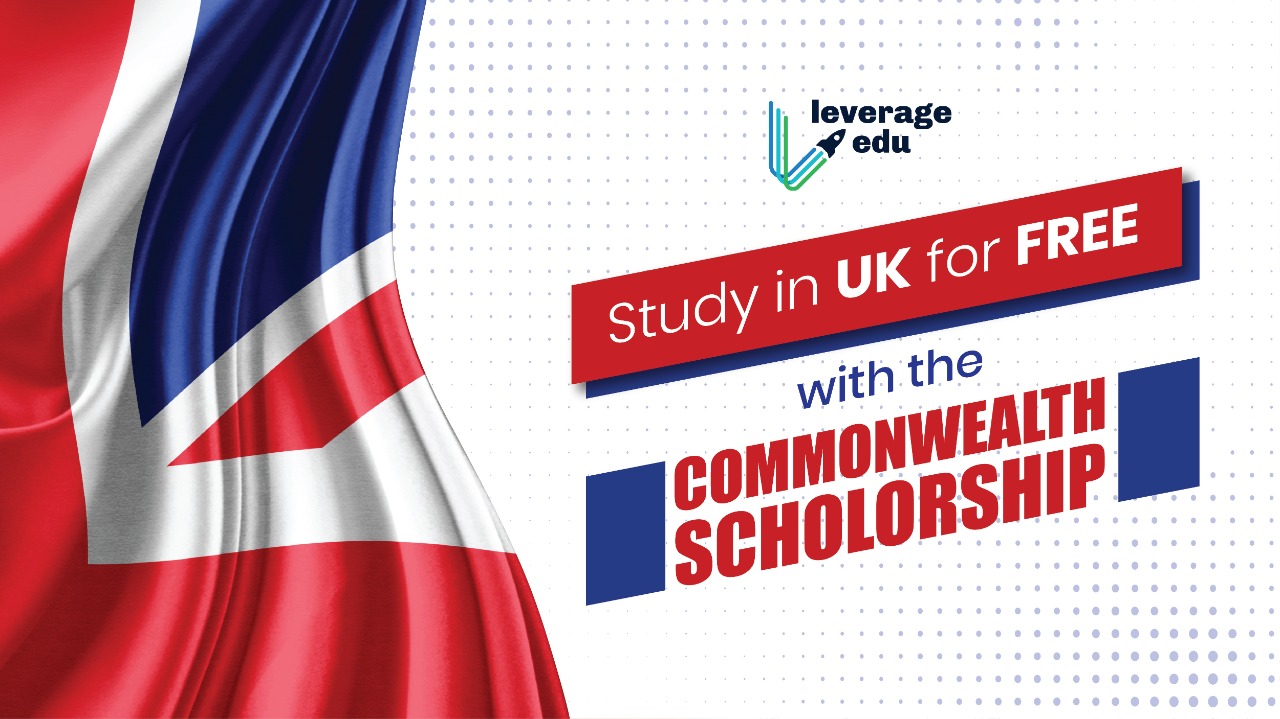 leverage
edu
Study in UK for FREE
with the
COMMONWEALTH
SCHOLORSHIP